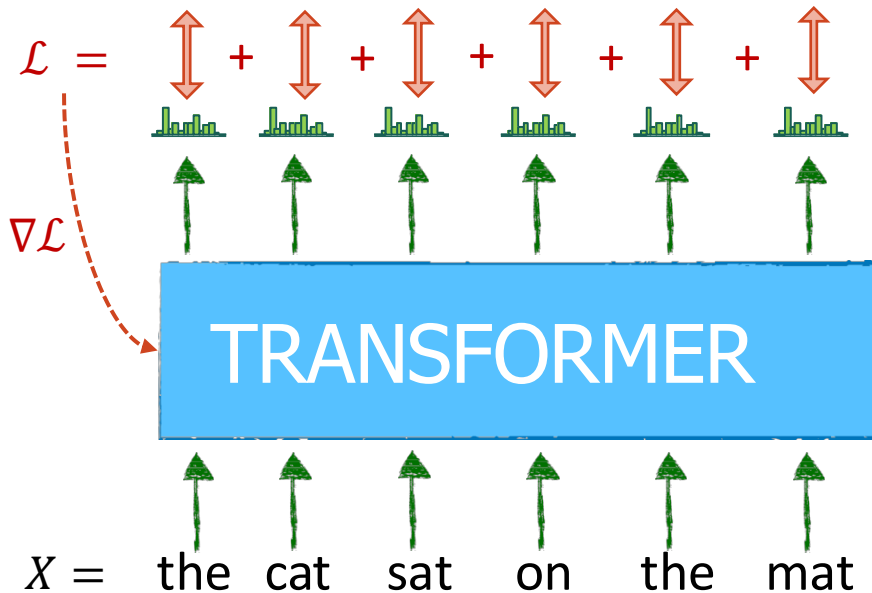 ℒ = + + + + +
∇ℒ
TRANSFORMER
X = the cat sat on the mat